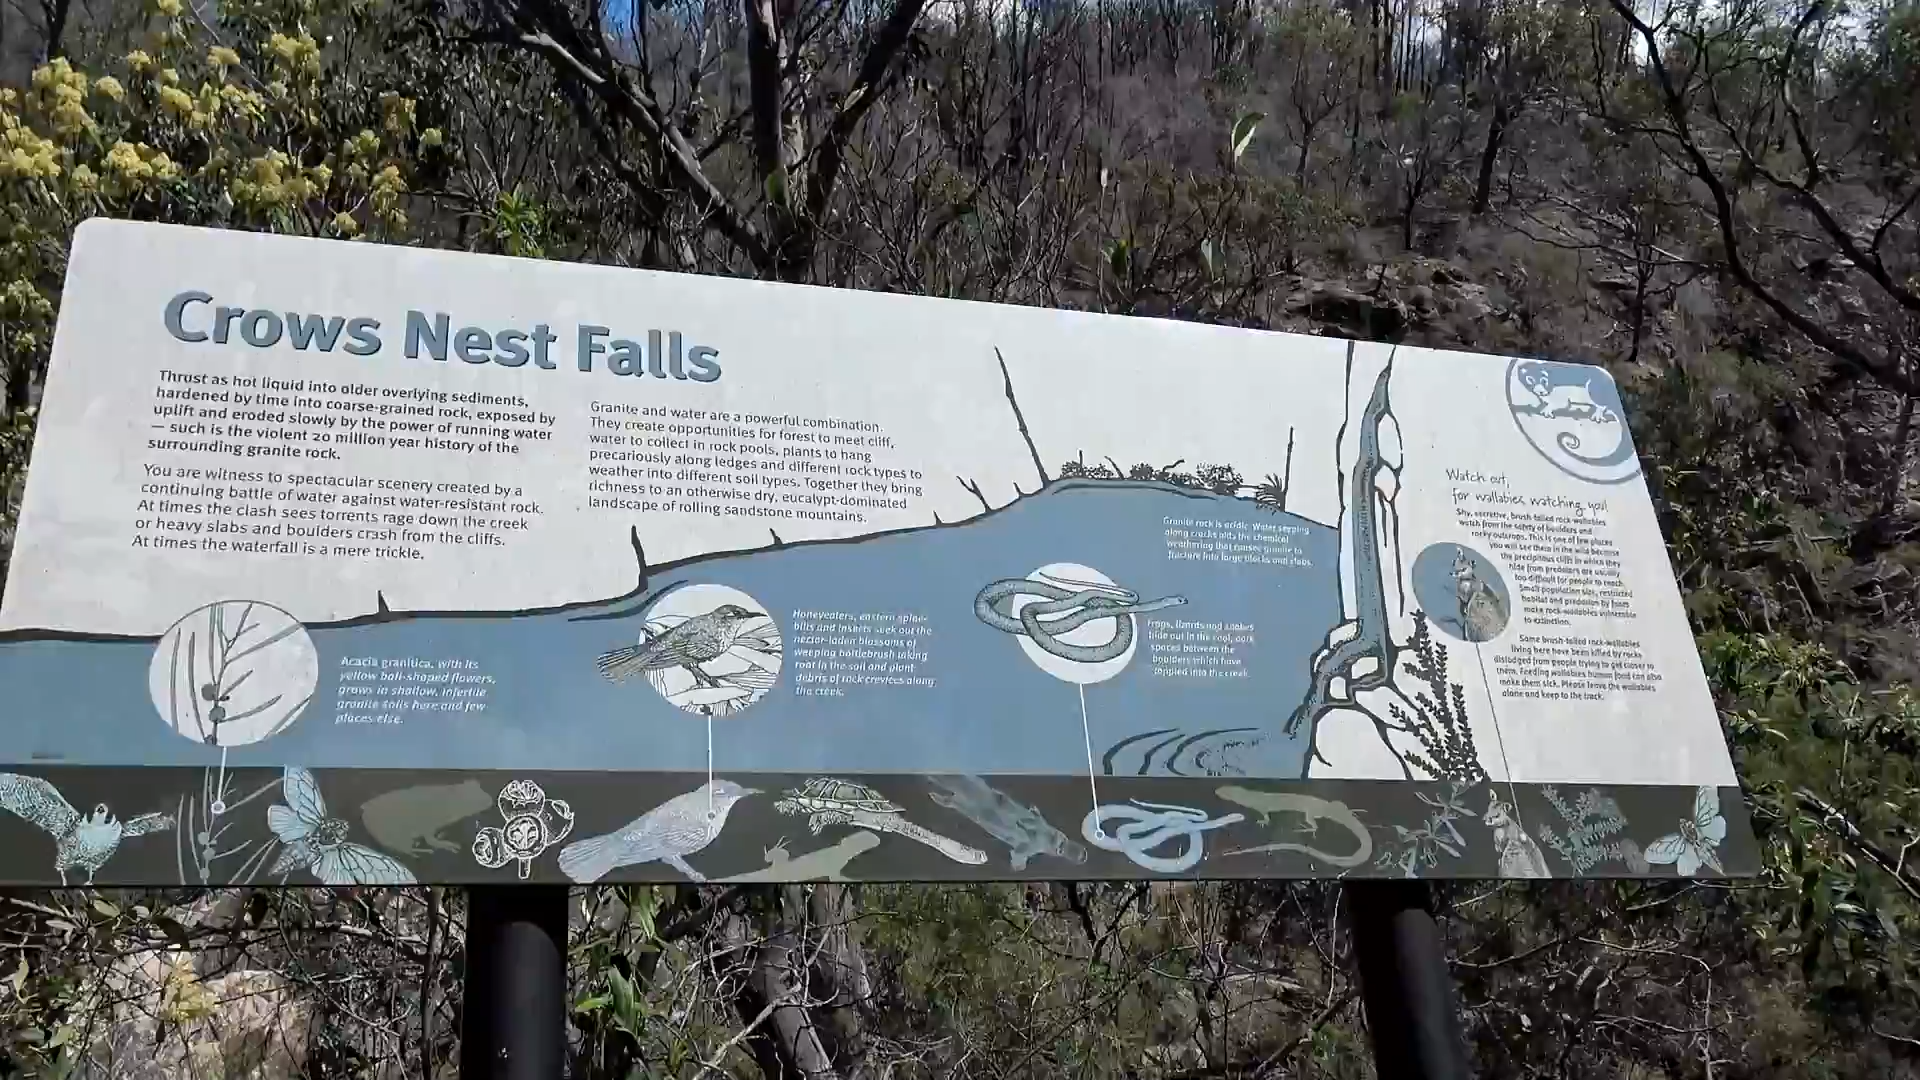 Crows Nest Falls
Thrust as hot liquid into older overlying sediments,
hardened by time into coarse-grained rock, exposed by
uplift and eroded slowly by the power of running water
— such is the violent 20 million year history of the
surrounding granite rock.
You are witness to spectacular scenery created by a
continuing battle of water against water-resistant rock.
At times the clash sees torrents rage down the creek
or heavy slabs and boulders crash from the cliffs.
At times the waterfall is a mere trickle.
Granite and water are a powerful combination.
They create opportunities for forest to meet cliff,
water to collect in rock pools, plants to hang
precariously along ledges and different rock types to
weather into different soil types. Together they bring
richness to an otherwise dry, eucalypt-dominated
landscape of rolling sandstone mountains.
Acacia granitica, with its
yellow ball-shaped flowers,
grows in shallow, infertile
granite soils here and few
places else.
Honeyeaters, eastern spine-
bills and insects seek out the
nectar-laden blossoms of
weeping bottlebrush taking
root in the soil and plant
debris of rock crevices along
the creek.
Granite rock is acidic. Water seeping
along cracks aids the chemical
weathering that causes granite to
fracture into large blocks and slabs.
Frogs, lizards and snakes
hide out in the cool, dark
spaces between the
boulders which have
toppled into the creek.
Watch out,
for wallabies watching you!
Shy, secretive, brush-tailed rock-wallabies
watch from the safety of boulders and
rocky outcrops. This is one of few places
you will see them in the wild because
the precipitous cliffs in which they
hide from predators are usually
too difficult for people to reach.
Small population size, restricted
habitat and predation by foxes
make rock-wallabies vulnerable
to extinction.
Some brush-tailed rock-wallabies
living here have been killed by rocks
dislodged from people trying to get closer to
them. Feeding wallabies human food can also
make them sick. Please leave the wallabies
alone and keep to the track.